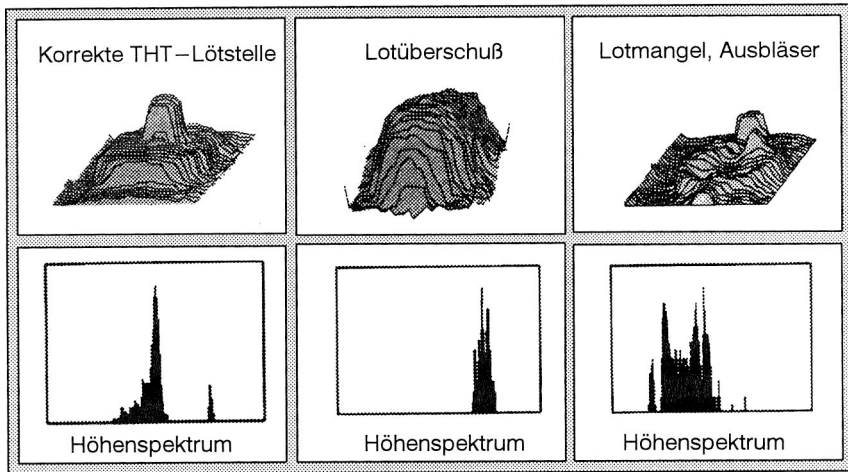 Korrekte THT–Lötstelle
Lotüberschuß
Lotmangel, Ausbläser
Höhenspektrum
Höhenspektrum
Höhenspektrum